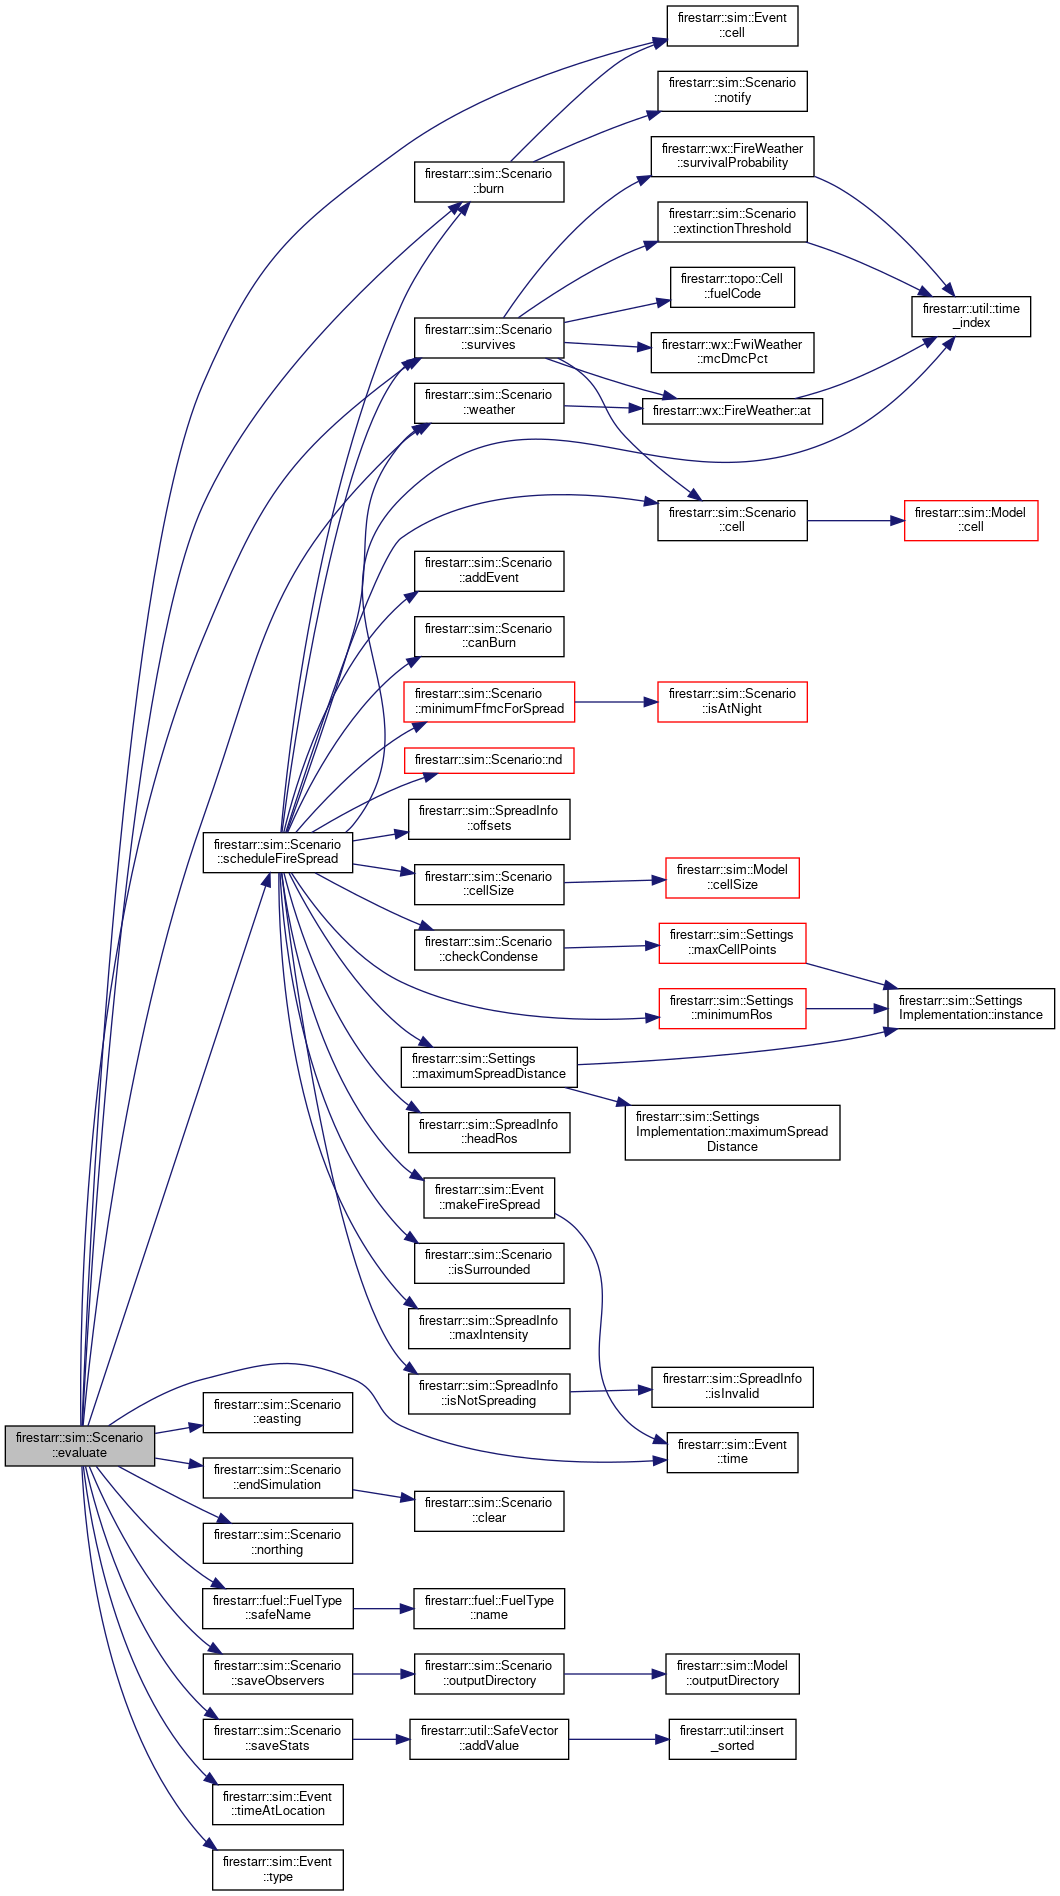 firestarr::sim::Event
::cell
firestarr::sim::Scenario
::notify
firestarr::wx::FireWeather
::survivalProbability
firestarr::sim::Scenario
::burn
firestarr::sim::Scenario
::extinctionThreshold
firestarr::topo::Cell
::fuelCode
firestarr::util::time
_index
firestarr::sim::Scenario
::survives
firestarr::wx::FwiWeather
::mcDmcPct
firestarr::sim::Scenario
::weather
firestarr::wx::FireWeather::at
firestarr::sim::Scenario
::cell
firestarr::sim::Model
::cell
firestarr::sim::Scenario
::addEvent
firestarr::sim::Scenario
::canBurn
firestarr::sim::Scenario
::minimumFfmcForSpread
firestarr::sim::Scenario
::isAtNight
firestarr::sim::Scenario::nd
firestarr::sim::SpreadInfo
::offsets
firestarr::sim::Scenario
::scheduleFireSpread
firestarr::sim::Scenario
::cellSize
firestarr::sim::Model
::cellSize
firestarr::sim::Scenario
::checkCondense
firestarr::sim::Settings
::maxCellPoints
firestarr::sim::Settings
::minimumRos
firestarr::sim::Settings
Implementation::instance
firestarr::sim::Settings
::maximumSpreadDistance
firestarr::sim::Settings
Implementation::maximumSpread
Distance
firestarr::sim::SpreadInfo
::headRos
firestarr::sim::Event
::makeFireSpread
firestarr::sim::Scenario
::isSurrounded
firestarr::sim::SpreadInfo
::maxIntensity
firestarr::sim::SpreadInfo
::isNotSpreading
firestarr::sim::SpreadInfo
::isInvalid
firestarr::sim::Scenario
::easting
firestarr::sim::Scenario
::evaluate
firestarr::sim::Event
::time
firestarr::sim::Scenario
::endSimulation
firestarr::sim::Scenario
::clear
firestarr::sim::Scenario
::northing
firestarr::fuel::FuelType
::safeName
firestarr::fuel::FuelType
::name
firestarr::sim::Scenario
::saveObservers
firestarr::sim::Scenario
::outputDirectory
firestarr::sim::Model
::outputDirectory
firestarr::sim::Scenario
::saveStats
firestarr::util::SafeVector
::addValue
firestarr::util::insert
_sorted
firestarr::sim::Event
::timeAtLocation
firestarr::sim::Event
::type